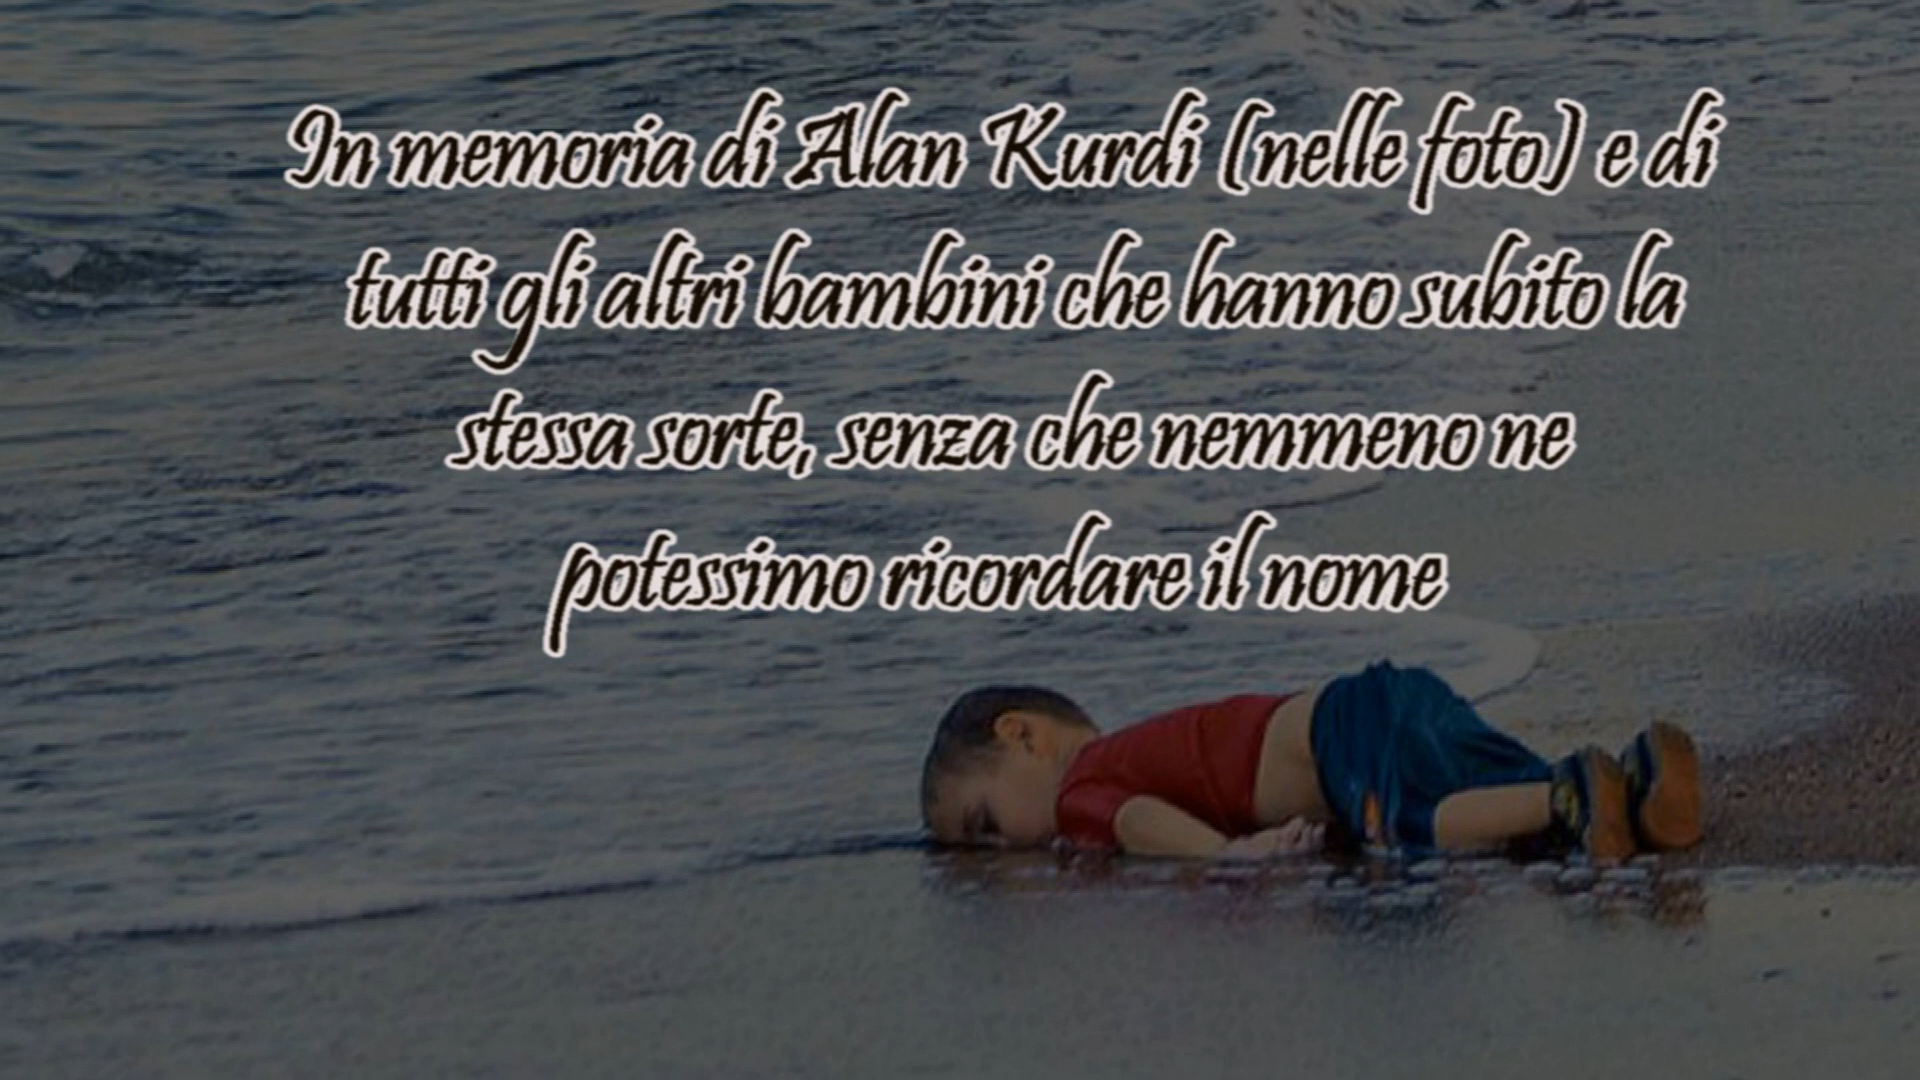 In memoria di Alan Kurdi (nelle foto) e di
tutti gli altri bambini che hanno subito la
stessa sorte, senza che nemmeno ne
potessimo ricordare il nome